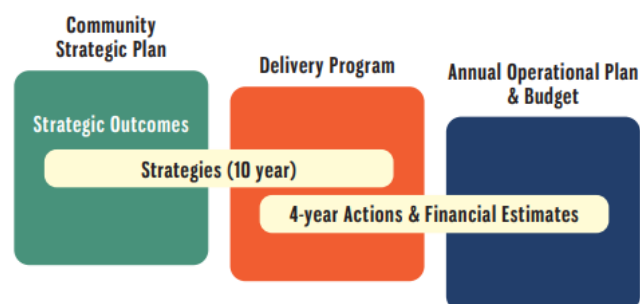 Community
Strategic Plan
Delivery Program
Annual Operational Plan
& Budget
Strategic Outcomes
Strategies (10 year)
4-year Actions & Financial Estimates